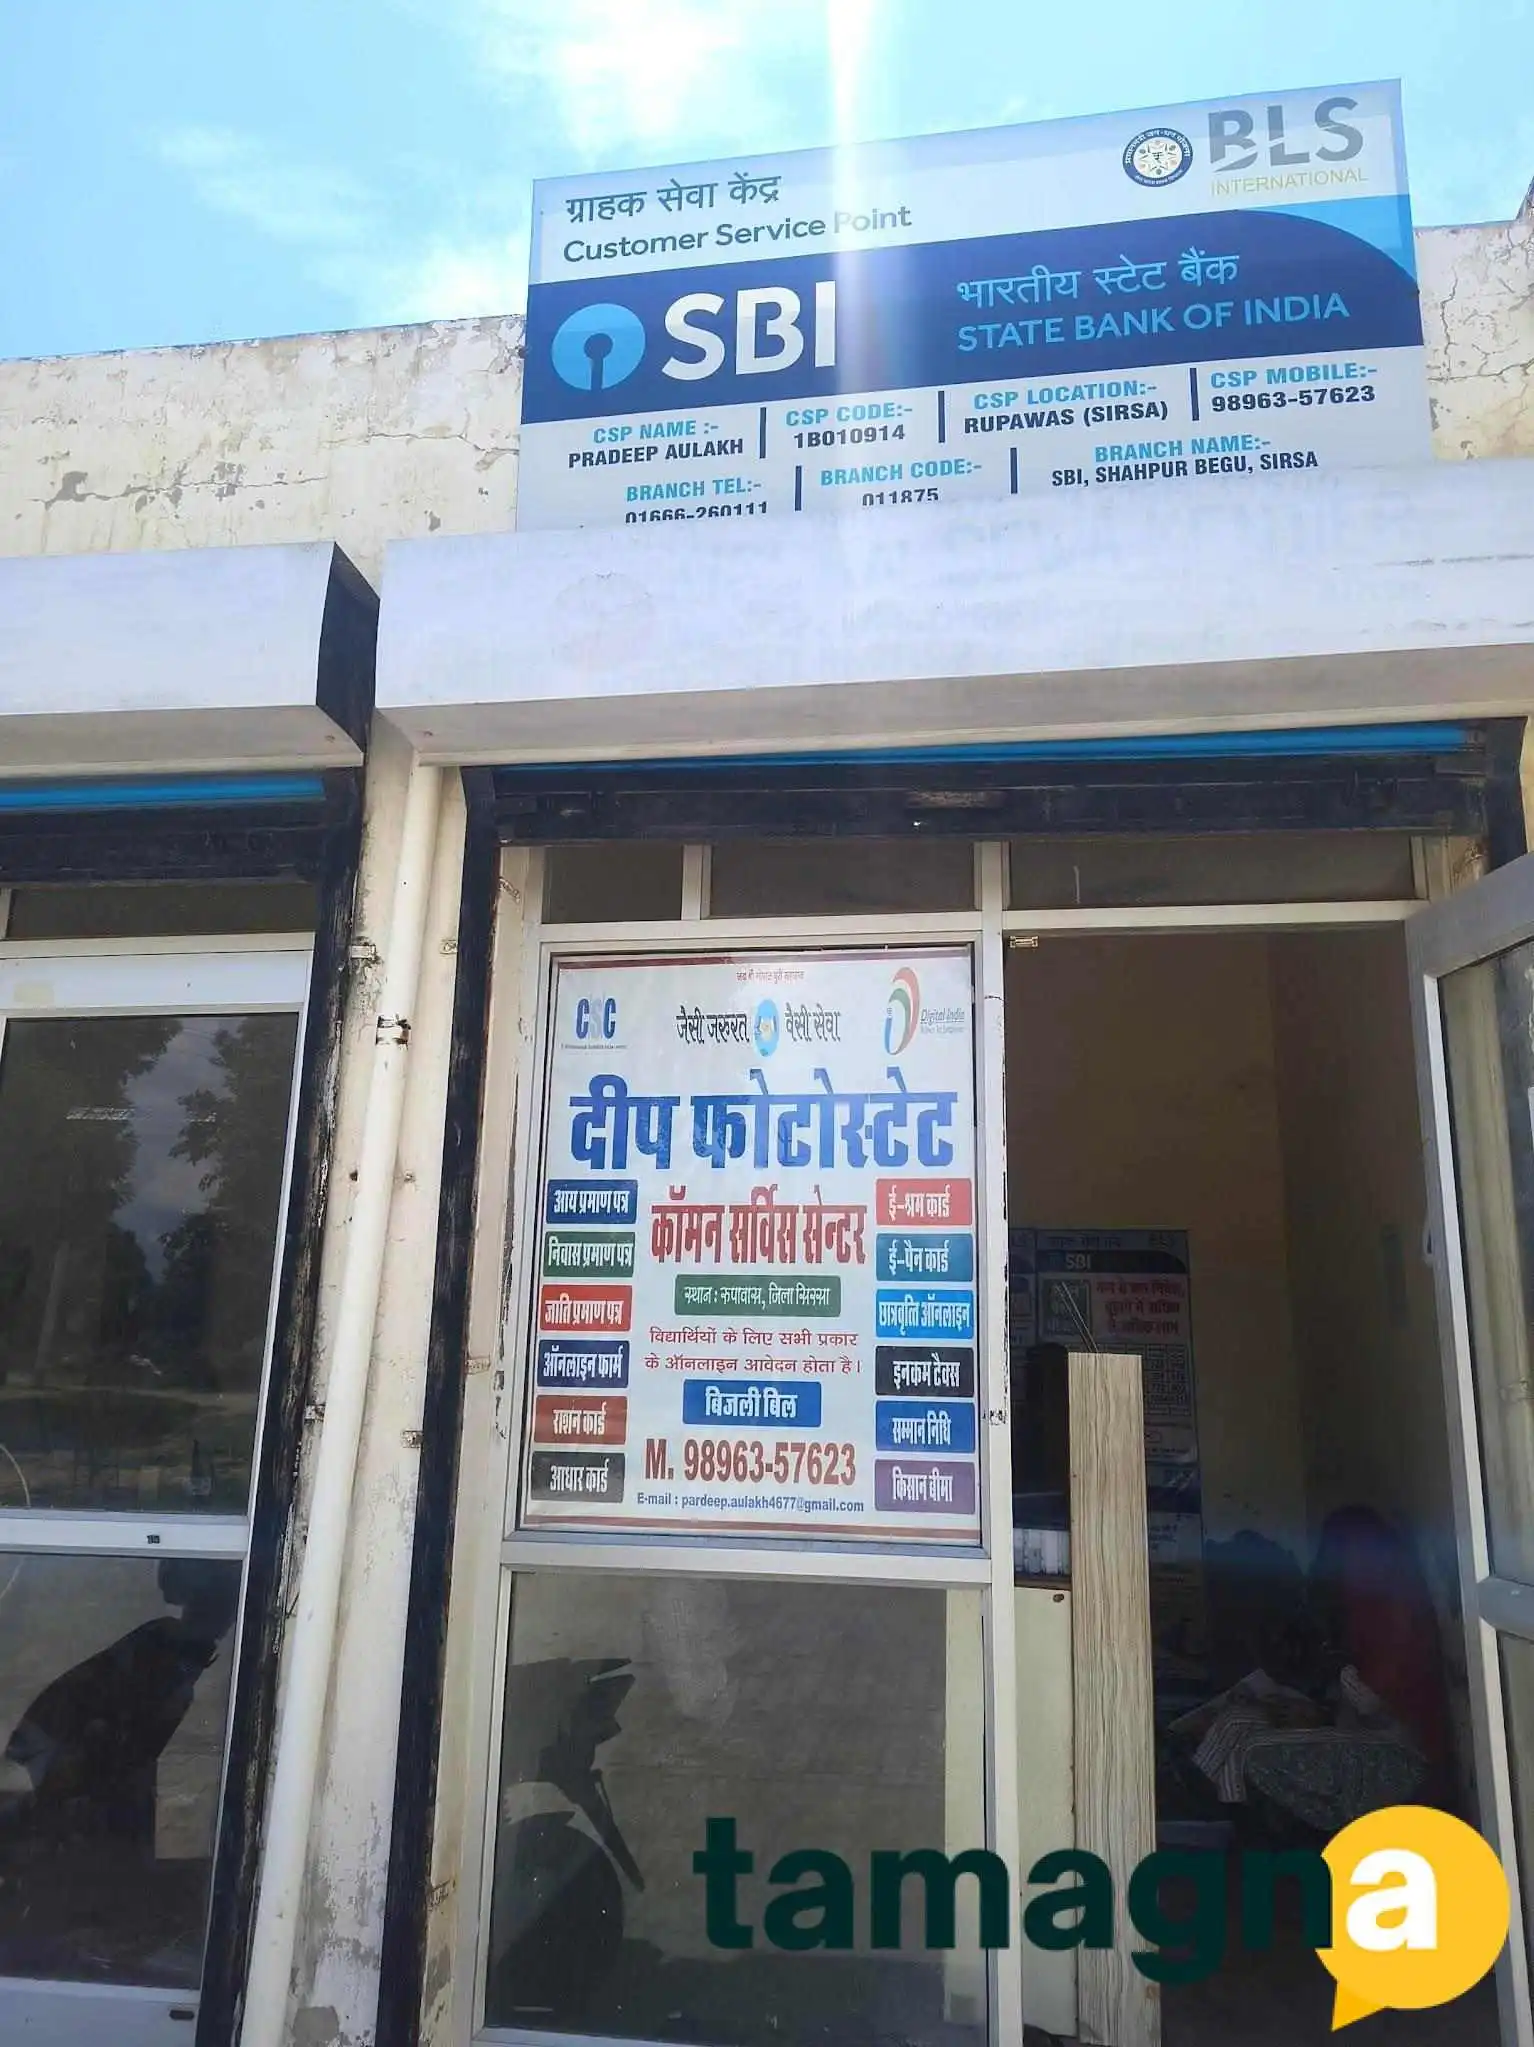 ग्राहक सेवा केंद्र
Customer Service Point
BLS
INTERNATIONAL
SBI
भारतीय स्टेट बैंक
STATE BANK OF INDIA
CSP NAME :-
PRADEEP AULAKH
CSP CODE:-
1B010914
CSP LOCATION:-
RUPAWAS (SIRSA)
CSP MOBILE:-
98963-57623
BRANCH TEL:-
01666-260111
BRANCH CODE:-
011875
BRANCH NAME:-
SBI, SHAHPUR BEGU, SIRSA
CSC
जैसी जरुरत वैसी सेवा
Digital India
दीप फोटोस्टेट
कॉमन सर्विस सेन्टर
स्थान : रुपावास, जिला सिरसा
विद्यार्थियों के लिए सभी प्रकार
के ऑनलाइन आवेदन होता है।
बिजली बिल
M. 98963-57623
E-mail : pardeep.aulakh4677@gmail.com
आय प्रमाण पत्र
निवास प्रमाण पत्र
जाति प्रमाण पत्र
ऑनलाइन फार्म
राशन कार्ड
आधार कार्ड
ई-श्रम कार्ड
ई-पैन कार्ड
छात्रवृत्ति ऑनलाइन
इनकम टैक्स
सम्मान निधि
किसान बीमा
SBI
tamagna